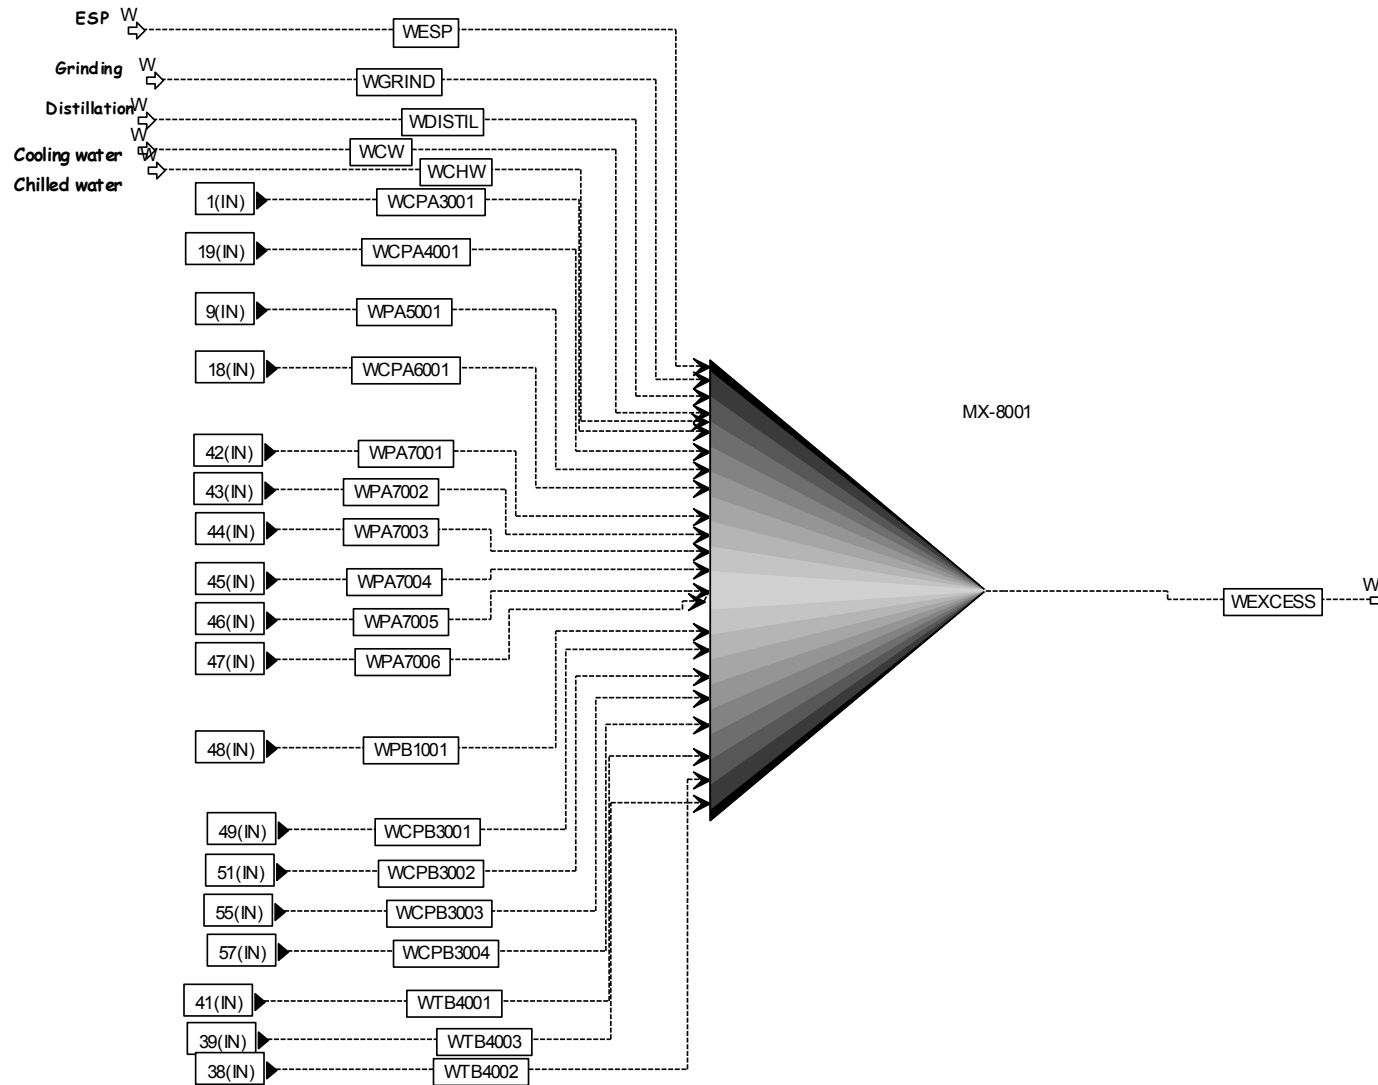 ESP W
WESP
Grinding W
WGRIND
Distillation W
WDISTIL
W
Cooling water W
WCW
Chilled water
WCHW
1(IN) WCPA3001
19(IN) WCPA4001
9(IN) WPA5001
18(IN) WCPA6001
MX-8001
42(IN) WPA7001
43(IN) WPA7002
44(IN) WPA7003
45(IN) WPA7004
46(IN) WPA7005
47(IN) WPA7006
WEXCESS W
48(IN) WPB1001
49(IN) WCPB3001
51(IN) WCPB3002
55(IN) WCPB3003
57(IN) WCPB3004
41(IN) WTB4001
39(IN) WTB4003
38(IN) WTB4002